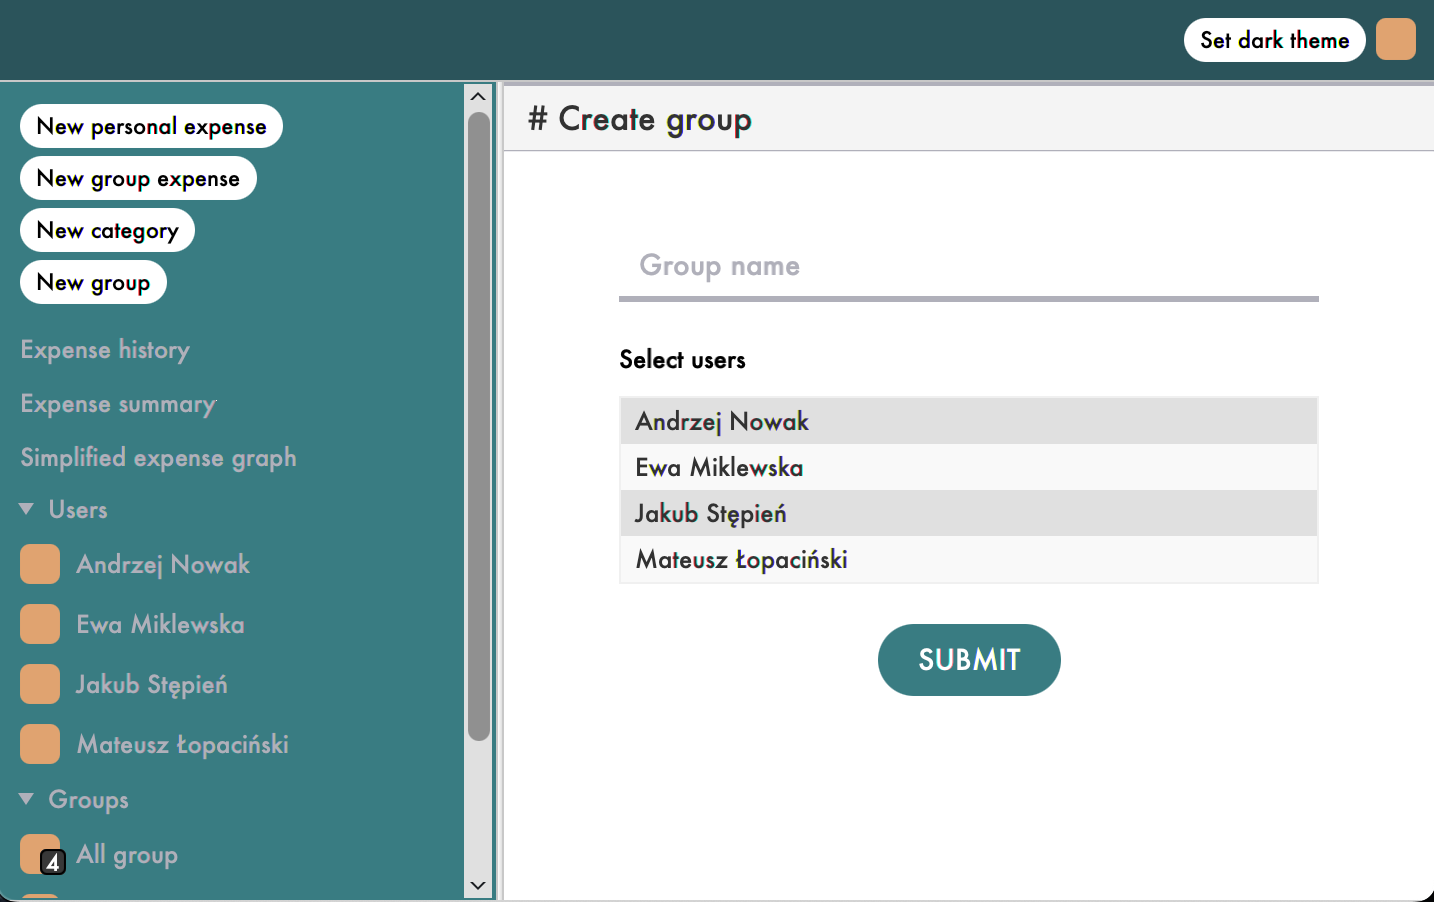 Set dark theme
New personal expense
New group expense
New category
New group
Expense history
Expense summary
Simplified expense graph
Users
Andrzej Nowak
Ewa Miklewska
Jakub Stępień
Mateusz Łopaciński
Groups
4 All group
# Create group
Group name
Select users
Andrzej Nowak
Ewa Miklewska
Jakub Stępień
Mateusz Łopaciński
SUBMIT